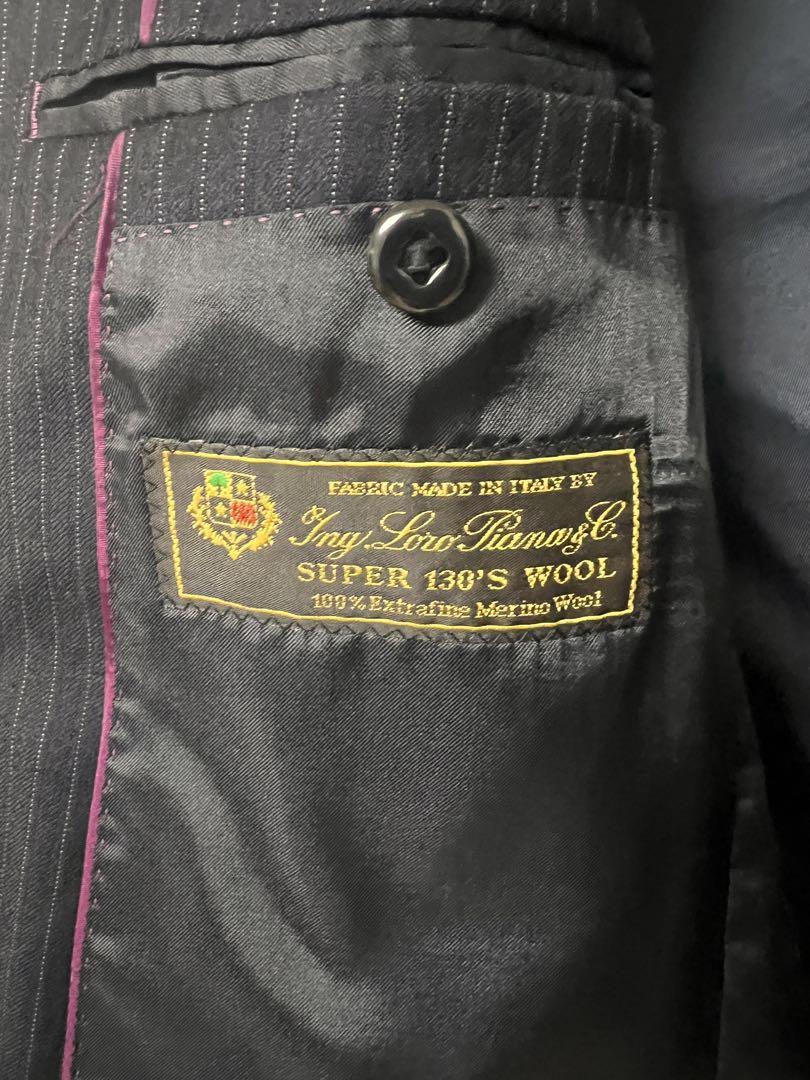 FABRIC MADE IN ITALY BY
Ing. Loro Piana & C.
SUPER 130'S WOOL
100% Extrafine Merino Wool